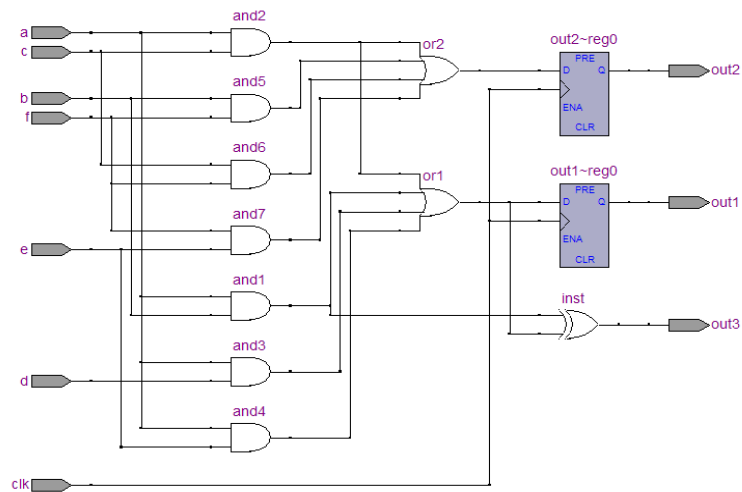 a
c
and2
or2
out2~reg0
PRE
D
Q
ENA
CLR
out2
b
f
and5
and6
and7
e
or1
out1~reg0
PRE
D
Q
ENA
CLR
out1
and1
inst
out3
d
and3
and4
clk